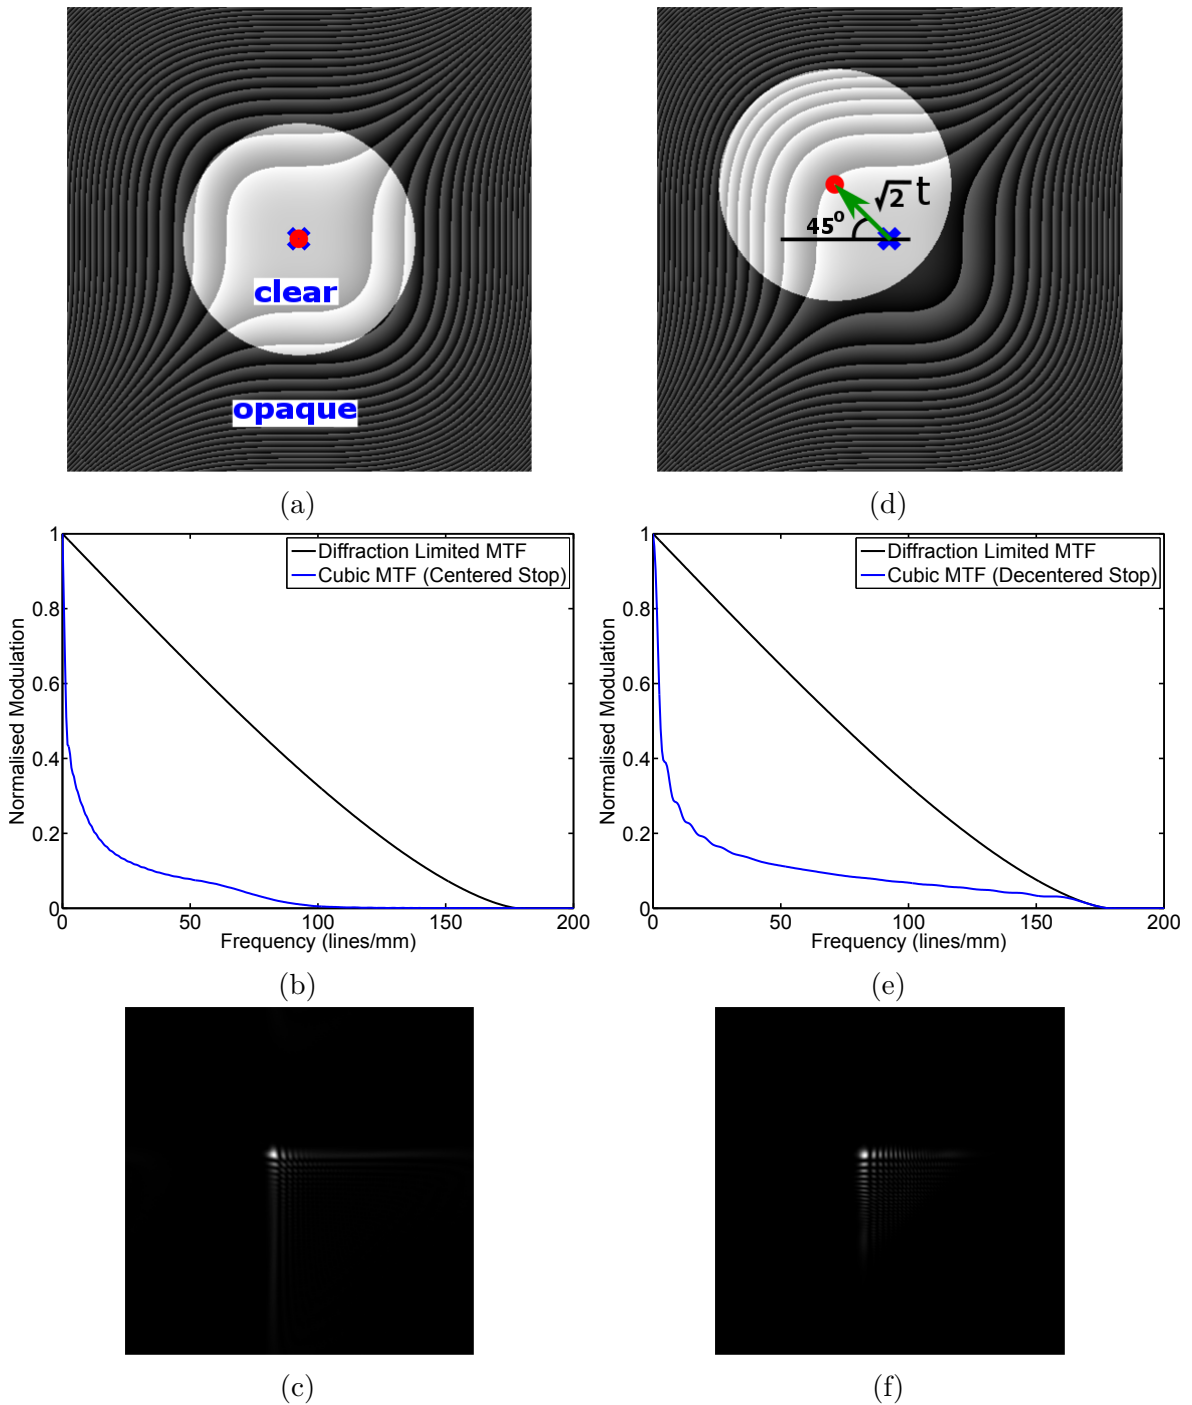 clear
opaque
(a)
45° √2 t
(d)
1
0.8
0.6
0.4
0.2
0
0 50 100 150 200
Normalised Modulation
Frequency (lines/mm)
Diffraction Limited MTF
Cubic MTF (Centered Stop)
(b)
1
0.8
0.6
0.4
0.2
0
0 50 100 150 200
Normalised Modulation
Frequency (lines/mm)
Diffraction Limited MTF
Cubic MTF (Decentered Stop)
(e)
(c)
(f)